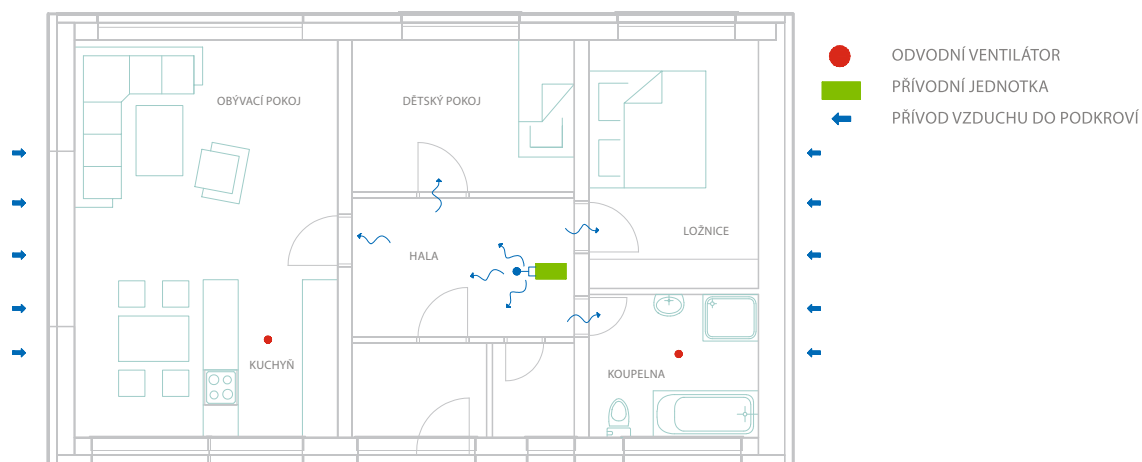 ODVODNÍ VENTILÁTOR
PŘÍVODNÍ JEDNOTKA
PŘÍVOD VZDUCHU DO PODKROVÍ
OBÝVACÍ POKOJ
DĚTSKÝ POKOJ
LOŽNICE
HALA
KUCHYŇ
KOUPELNA